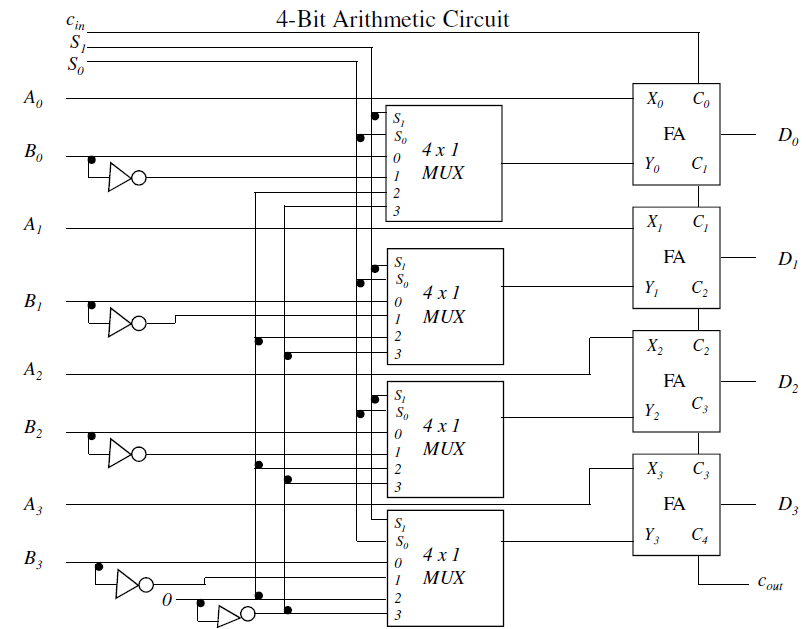 4-Bit Arithmetic Circuit
c_in
S_1
S_0
A_0
B_0
A_1
B_1
A_2
B_2
A_3
B_3
0
S_1
S_0
0
1
2
3
4 x 1
MUX
S_1
S_0
0
1
2
3
4 x 1
MUX
S_1
S_0
0
1
2
3
4 x 1
MUX
S_1
S_0
0
1
2
3
4 x 1
MUX
X_0 C_0
FA
Y_0 C_1
D_0
X_1 C_1
FA
Y_1 C_2
D_1
X_2 C_2
FA
Y_2 C_3
D_2
X_3 C_3
FA
Y_3 C_4
D_3
c_out